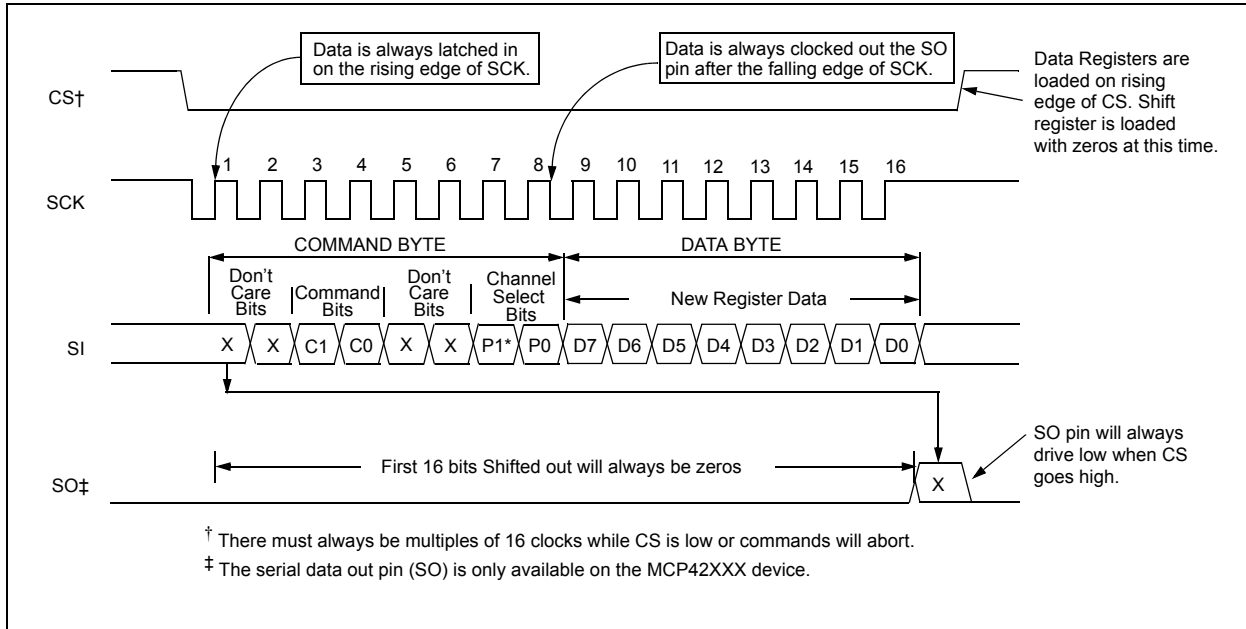 Data is always latched in
on the rising edge of SCK.
Data is always clocked out the SO
pin after the falling edge of SCK.
Data Registers are
loaded on rising
edge of CS. Shift
register is loaded
with zeros at this time.
CS†
1 2 3 4 5 6 7 8 9 10 11 12 13 14 15 16
SCK
COMMAND BYTE
DATA BYTE
Don't
Care
Bits
Command
Bits
Don't
Care
Bits
Channel
Select
Bits
New Register Data
SI
X X C1 C0 X X P1* P0 D7 D6 D5 D4 D3 D2 D1 D0
First 16 bits Shifted out will always be zeros
SO‡
X
SO pin will always
drive low when CS
goes high.
† There must always be multiples of 16 clocks while CS is low or commands will abort.
‡ The serial data out pin (SO) is only available on the MCP42XXX device.